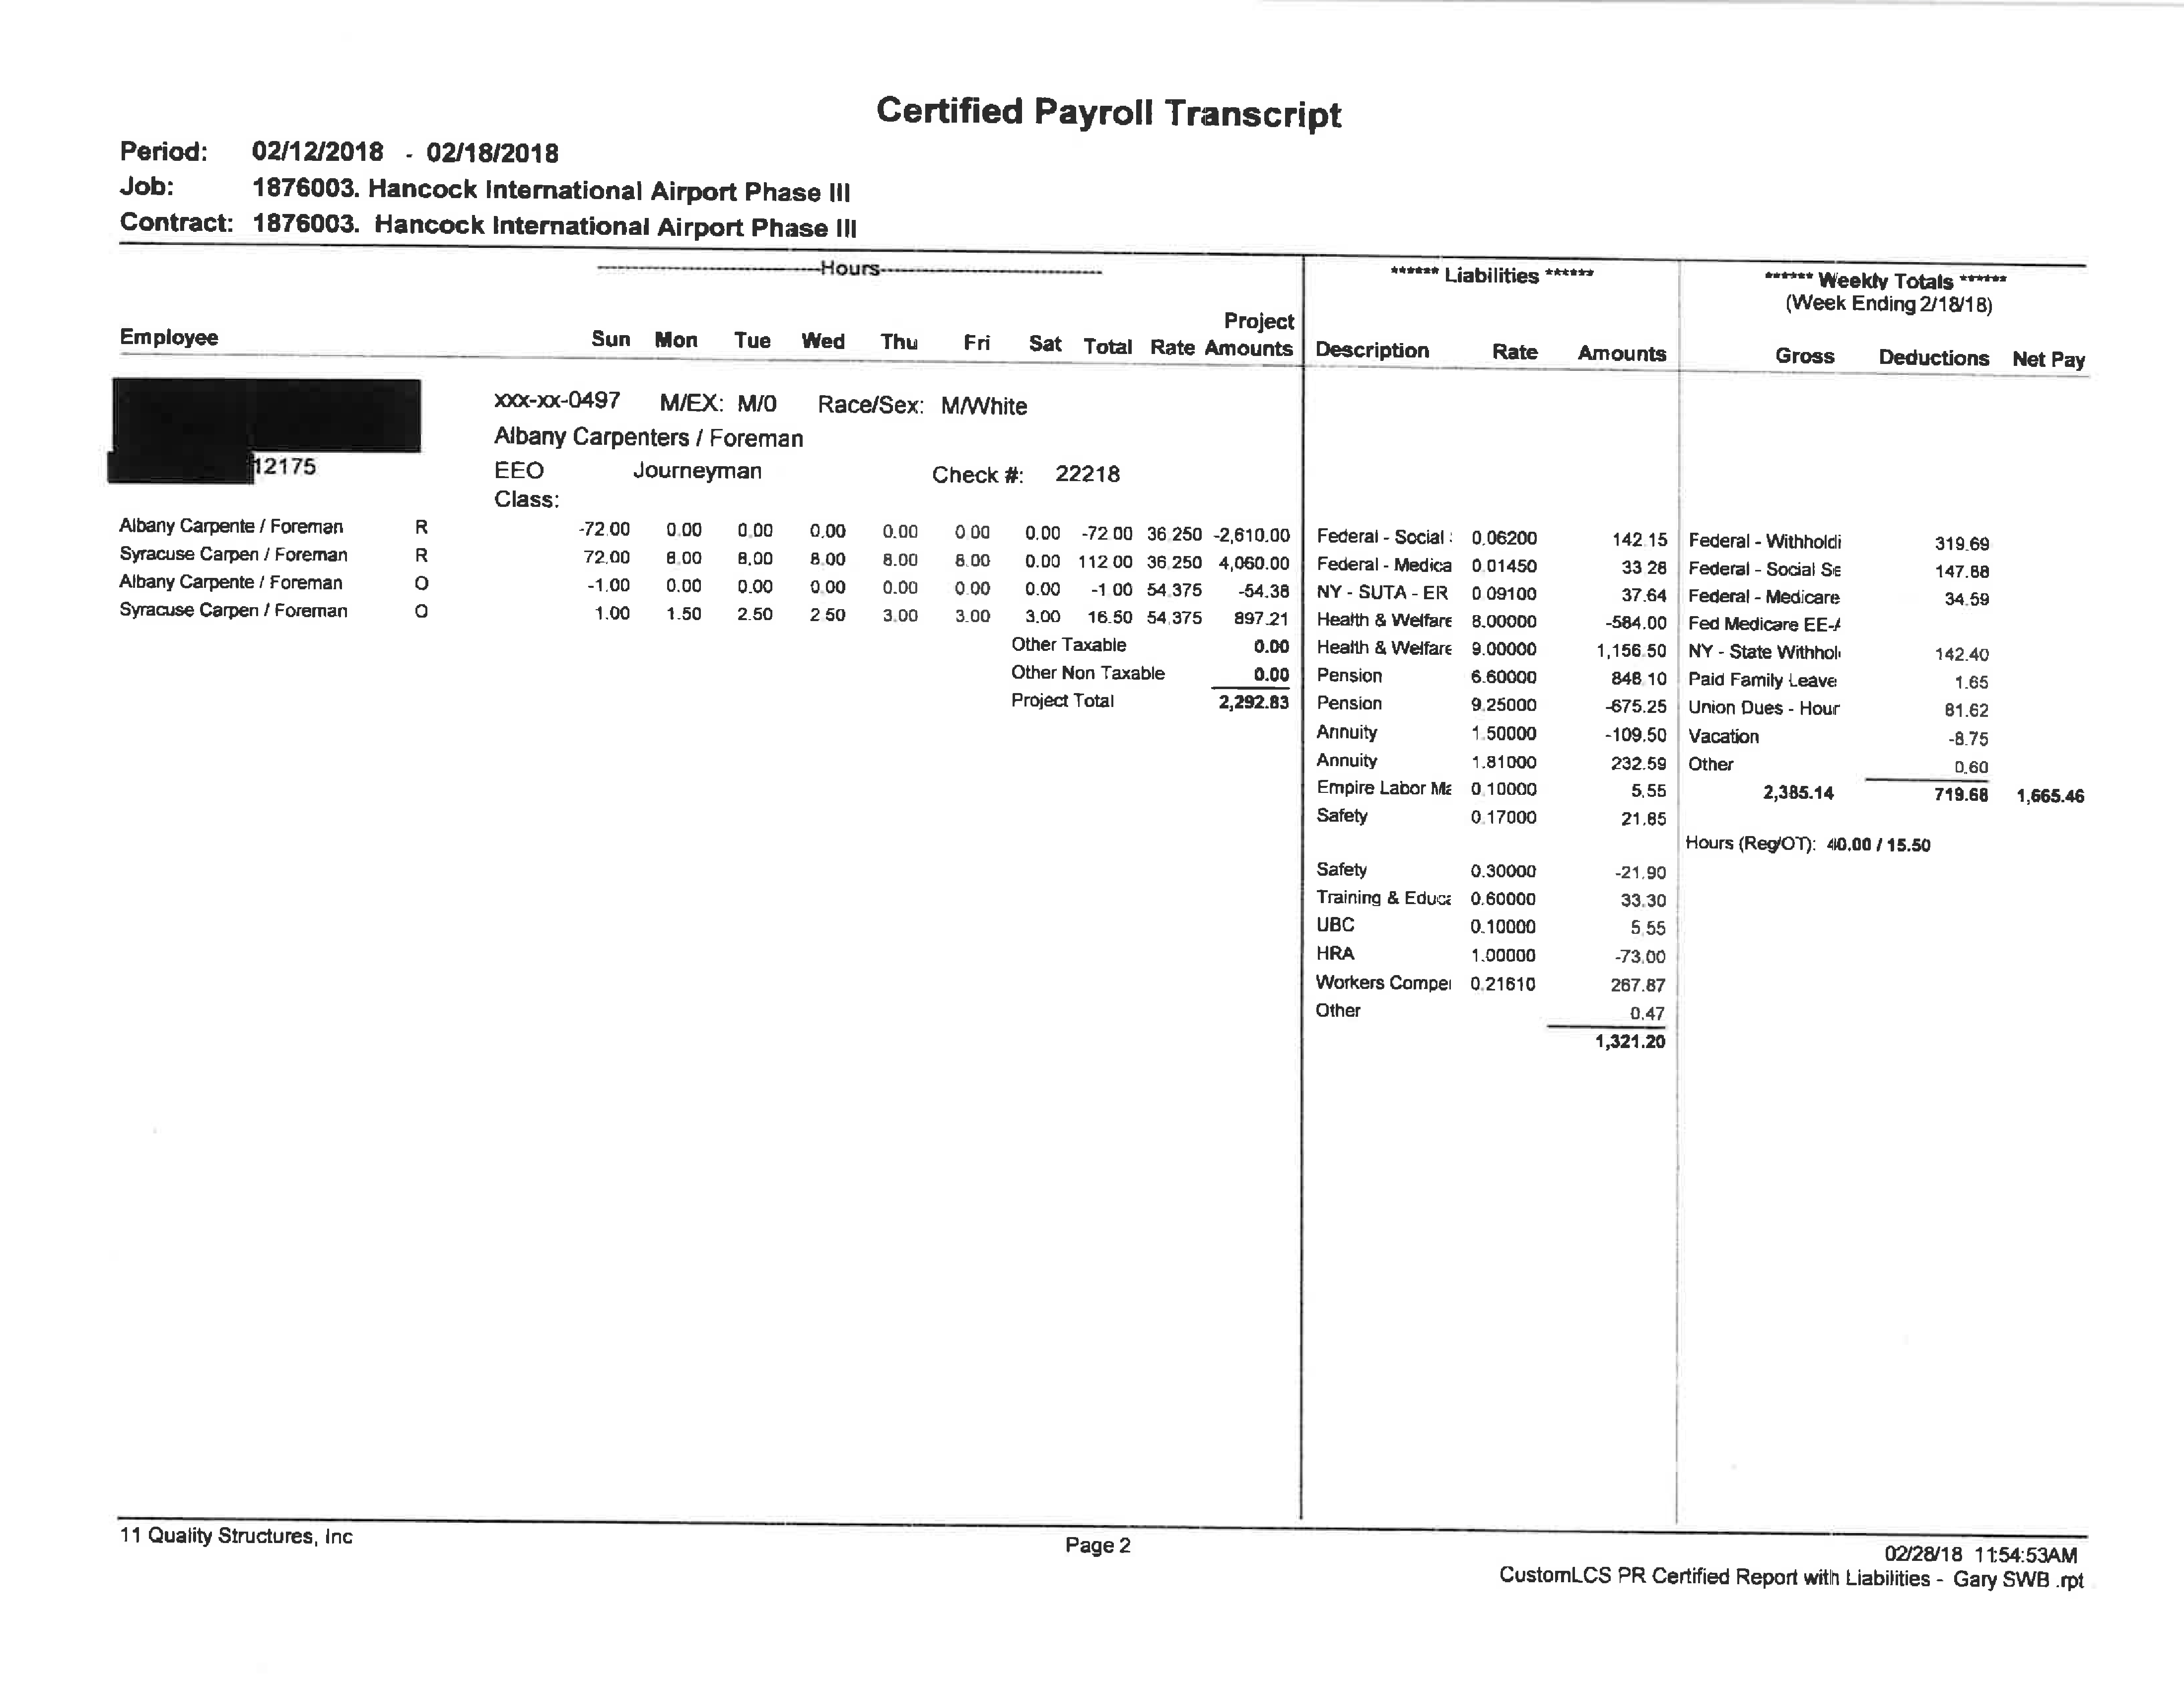 Certified Payroll Transcript
Period: 02/12/2018 - 02/18/2018
Job: 1876003. Hancock International Airport Phase III
Contract: 1876003. Hancock International Airport Phase III
-----Hours----- ****** Liabilities ****** ****** Weekly Totals ******
(Week Ending 2/18/18)
Employee Sun Mon Tue Wed Thu Fri Sat Total Rate Project Amounts Description Rate Amounts Gross Deductions Net Pay
xxx-xx-0497 M/EX: M/0 Race/Sex: M/White
Albany Carpenters / Foreman
12175 EEO Class: Journeyman Check #: 22218
Albany Carpente / Foreman R -72.00 0.00 0.00 0.00 0.00 0.00 0.00 -72.00 36.250 -2,610.00 Federal - Social : 0.06200 142.15 Federal - Withholdi 319.69
Syracuse Carpen / Foreman R 72.00 8.00 8.00 8.00 8.00 8.00 0.00 112.00 36.250 4,060.00 Federal - Medica 0.01450 33.26 Federal - Social Se 147.88
Albany Carpente / Foreman O -1.00 0.00 0.00 0.00 0.00 0.00 0.00 -1.00 54.375 -54.38 NY - SUTA - ER 0.09100 37.64 Federal - Medicare 34.59
Syracuse Carpen / Foreman O 1.00 1.50 2.50 2.50 3.00 3.00 3.00 16.50 54.375 897.21 Health & Welfare 8.00000 -584.00 Fed Medicare EE-A
Other Taxable 0.00 Health & Welfare 9.00000 1,156.50 NY - State Withhol 142.40
Other Non Taxable 0.00 Pension 6.60000 848.10 Paid Family Leave 1.65
Project Total 2,292.83 Pension 9.25000 -675.25 Union Dues - Hour 81.62
Annuity 1.50000 -109.50 Vacation -8.75
Annuity 1.81000 232.59 Other 0.60
Empire Labor Ma 0.10000 5.55 2,385.14 719.68 1,665.46
Safety 0.17000 21.85
Hours (Reg/OT): 40.00 / 15.50
Safety 0.30000 -21.90
Training & Educa 0.60000 33.30
UBC 0.10000 5.55
HRA 1.00000 -73.00
Workers Compe 0.21610 267.87
Other 0.47
1,321.20
11 Quality Structures, Inc Page 2 02/28/18 11:54:53AM
CustomLCS PR Certified Report with Liabilities - Gary SWB .rpt